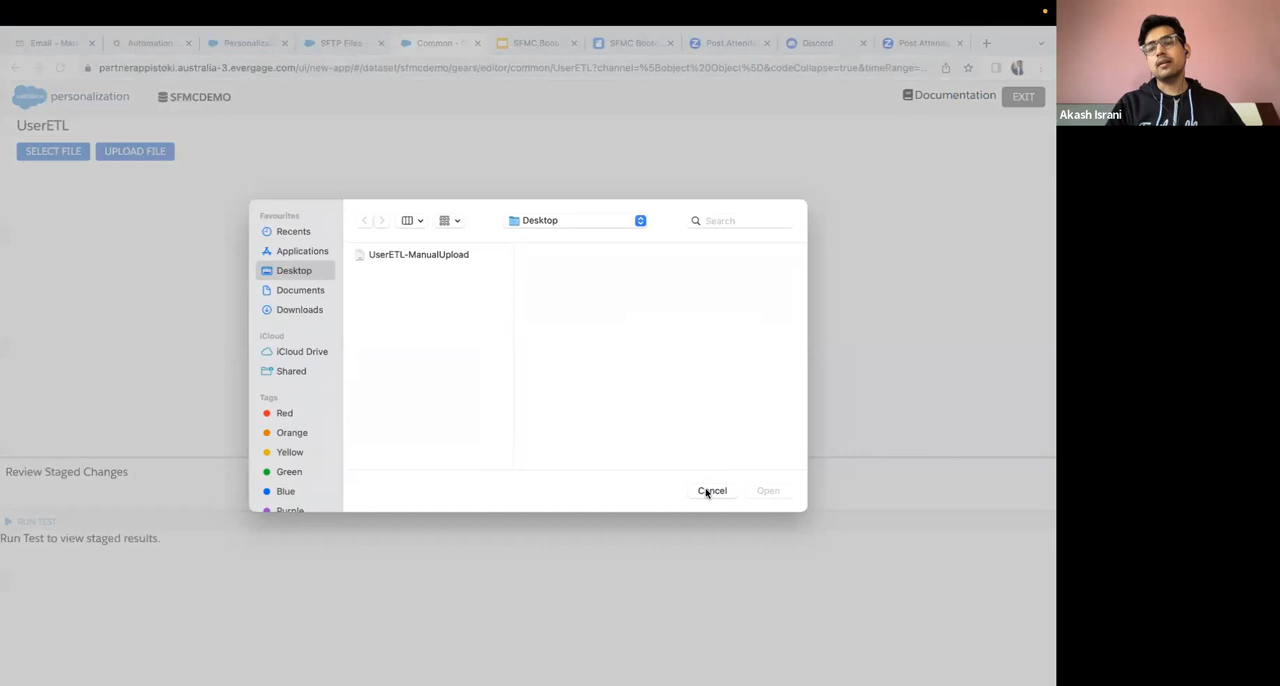 Email - Mar
Automation
Personaliz
SFTP Files -
Common -
SFMC Boot
SFMC Boot
Post Attend
Discord
Post Attend
partnerappistoki.australia-3.evergage.com/ui/new-app/#/dataset/sfmcdemo/gears/editor/common/UserETL?channel=%5Bobject%20Object%5D&codeCollapse=true&timeRange=...
personalization
SFMCDEMO
Documentation
EXIT
UserETL
SELECT FILE
UPLOAD FILE
Favourites
Recents
Applications
Desktop
Documents
Downloads
iCloud
iCloud Drive
Shared
Tags
Red
Orange
Yellow
Green
Blue
Purple
Desktop
Search
UserETL-ManualUpload
Cancel
Open
Review Staged Changes
RUN TEST
Run Test to view staged results.
Akash Israni